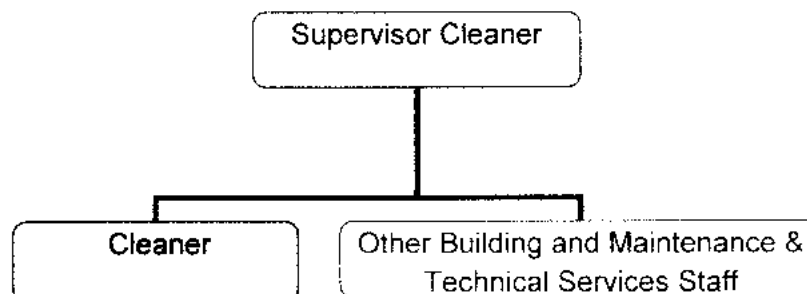 Supervisor Cleaner
Cleaner
Other Building and Maintenance &
Technical Services Staff